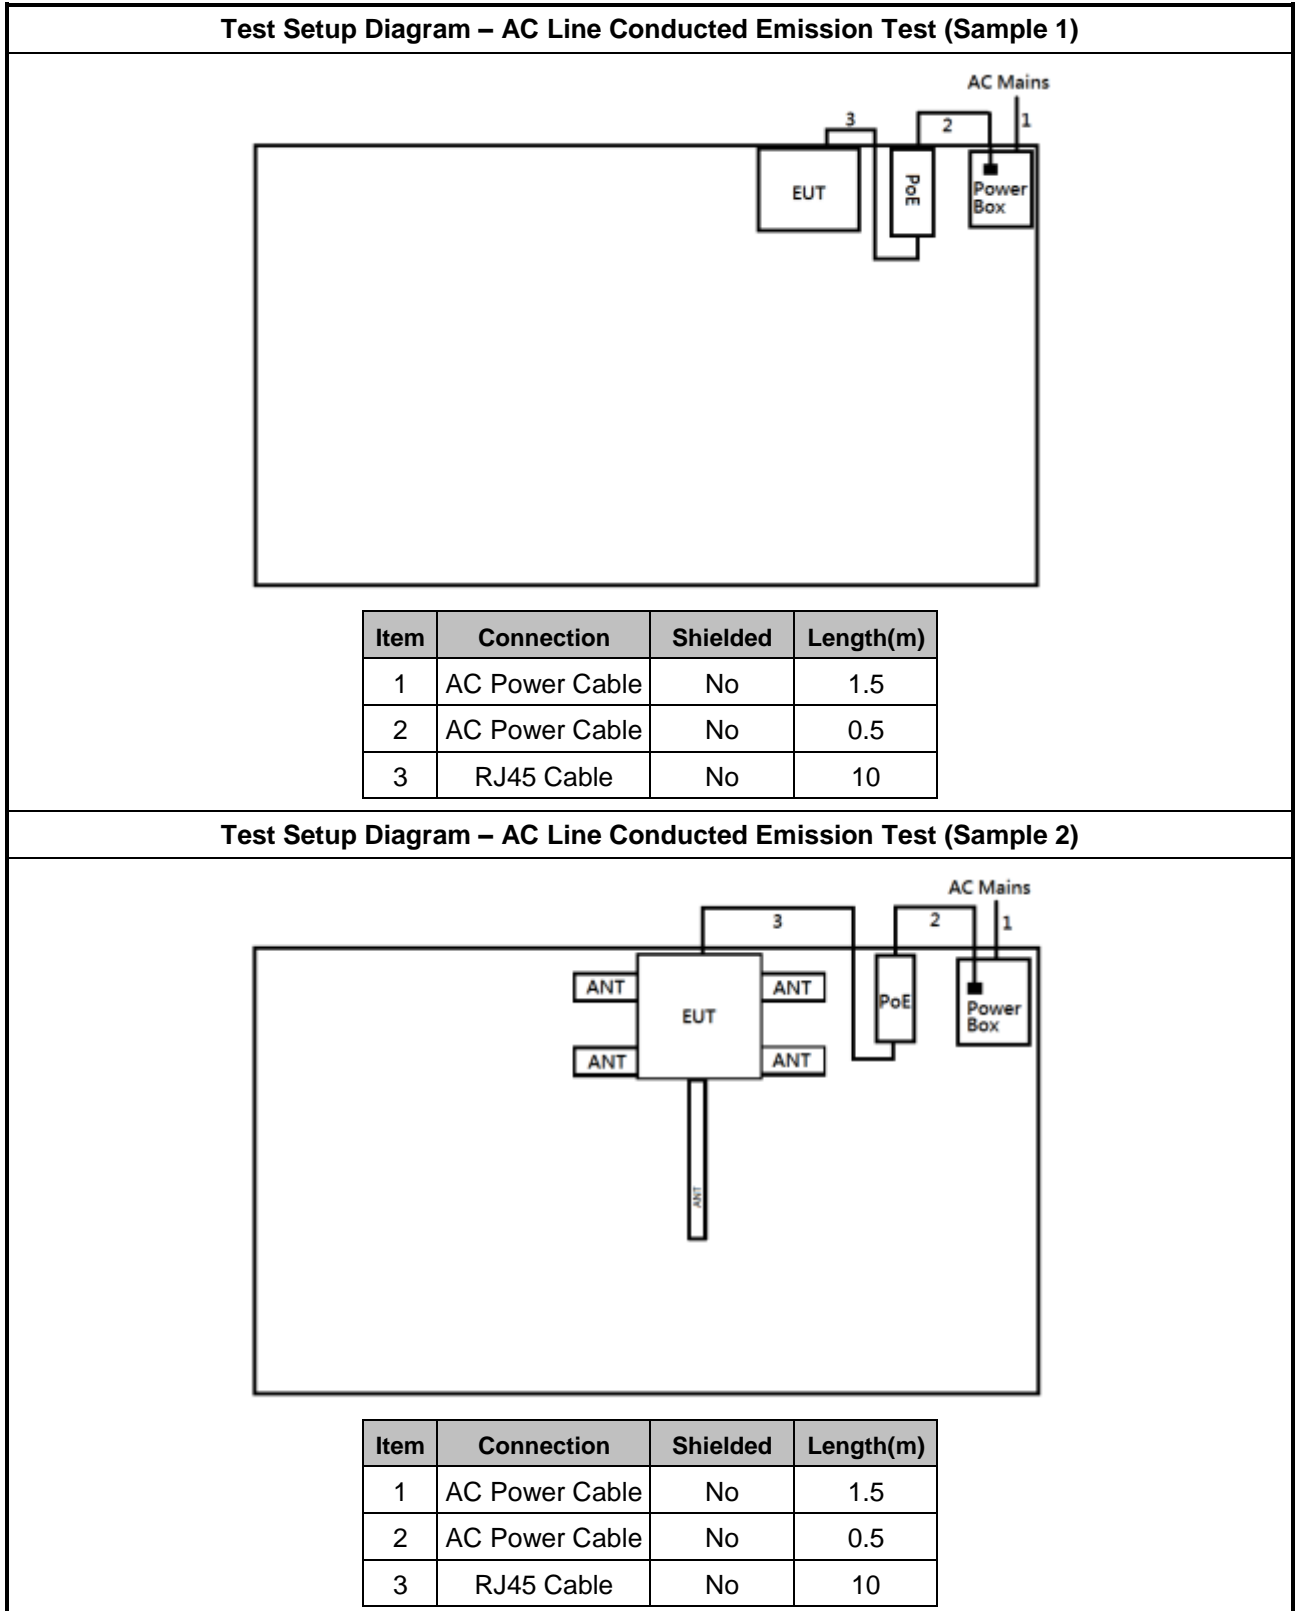 Test Setup Diagram – AC Line Conducted Emission Test (Sample 1)
AC Mains
3
2
1
EUT
PoE
Power
Box
Item Connection Shielded Length(m)
1 AC Power Cable No 1.5
2 AC Power Cable No 0.5
3 RJ45 Cable No 10
Test Setup Diagram – AC Line Conducted Emission Test (Sample 2)
AC Mains
3
2
1
ANT
EUT
ANT
PoE
Power
Box
ANT
ANT
ANT
Item Connection Shielded Length(m)
1 AC Power Cable No 1.5
2 AC Power Cable No 0.5
3 RJ45 Cable No 10